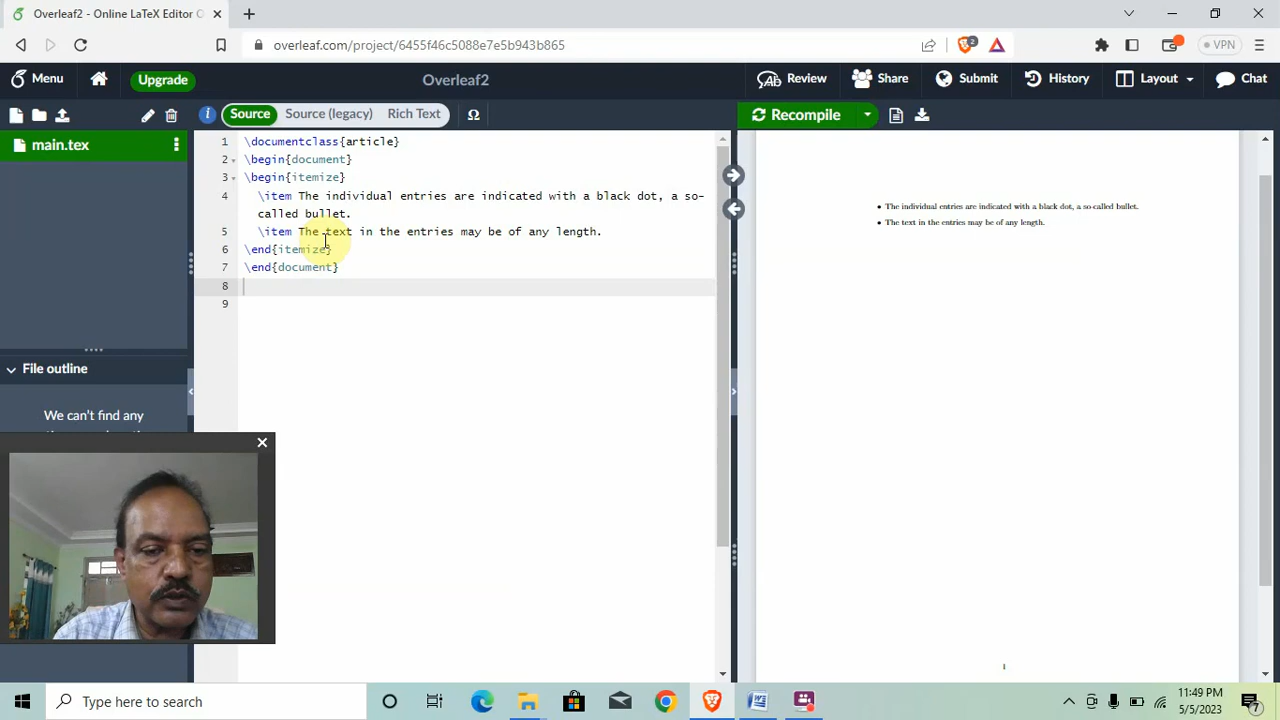 Overleaf2 - Online LaTeX Editor O
overleaf.com/project/6455f46c5088e7e5b943b865
2
VPN
Menu
Upgrade
Overleaf2
Review
Share
Submit
History
Layout
Chat
Source
Source (legacy)
Rich Text
Ω
Recompile
main.tex
1 \documentclass{article}
2 \begin{document}
3 \begin{itemize}
4 \item The individual entries are indicated with a black dot, a so-
called bullet.
5 \item The text in the entries may be of any length.
6 \end{itemize}
7 \end{document}
8
9
• The individual entries are indicated with a black dot, a so-called bullet.
• The text in the entries may be of any length.
1
File outline
We can't find any
Type here to search
11:49 PM
5/5/2023
7